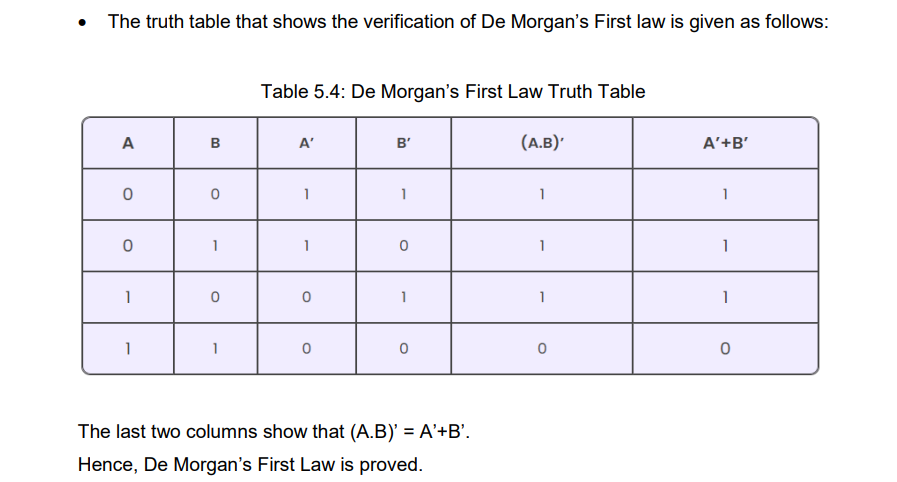 • The truth table that shows the verification of De Morgan’s First law is given as follows:
Table 5.4: De Morgan’s First Law Truth Table
A B A′ B′ (A.B)′ A′+B′
0 0 1 1 1 1
0 1 1 0 1 1
1 0 0 1 1 1
1 1 0 0 0 0
The last two columns show that (A.B)’ = A’+B’.
Hence, De Morgan’s First Law is proved.